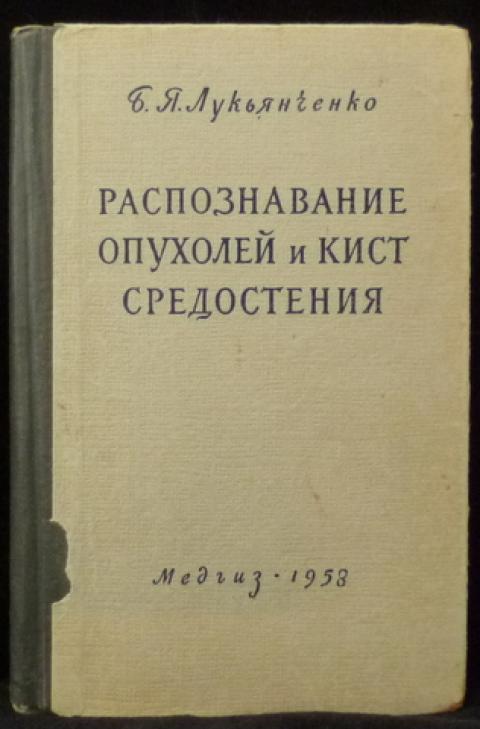 Б. Я. Лукьянченко
РАСПОЗНАВАНИЕ
ОПУХОЛЕЙ и КИСТ
СРЕДОСТЕНИЯ
Медгиз · 1958